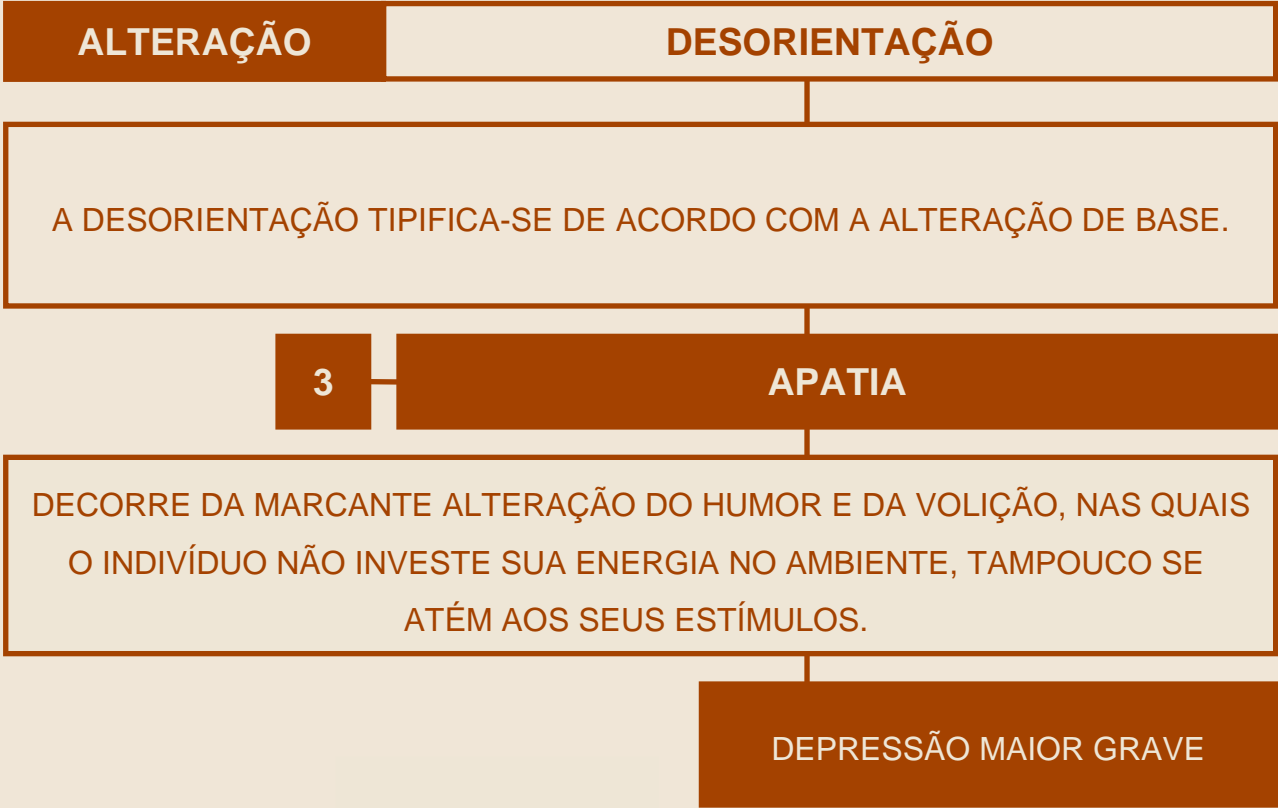 ALTERAÇÃO
DESORIENTAÇÃO
A DESORIENTAÇÃO TIPIFICA-SE DE ACORDO COM A ALTERAÇÃO DE BASE.
3
APATIA
DECORRE DA MARCANTE ALTERAÇÃO DO HUMOR E DA VOLIÇÃO, NAS QUAIS
O INDIVÍDUO NÃO INVESTE SUA ENERGIA NO AMBIENTE, TAMPOUCO SE
ATÉM AOS SEUS ESTÍMULOS.
DEPRESSÃO MAIOR GRAVE